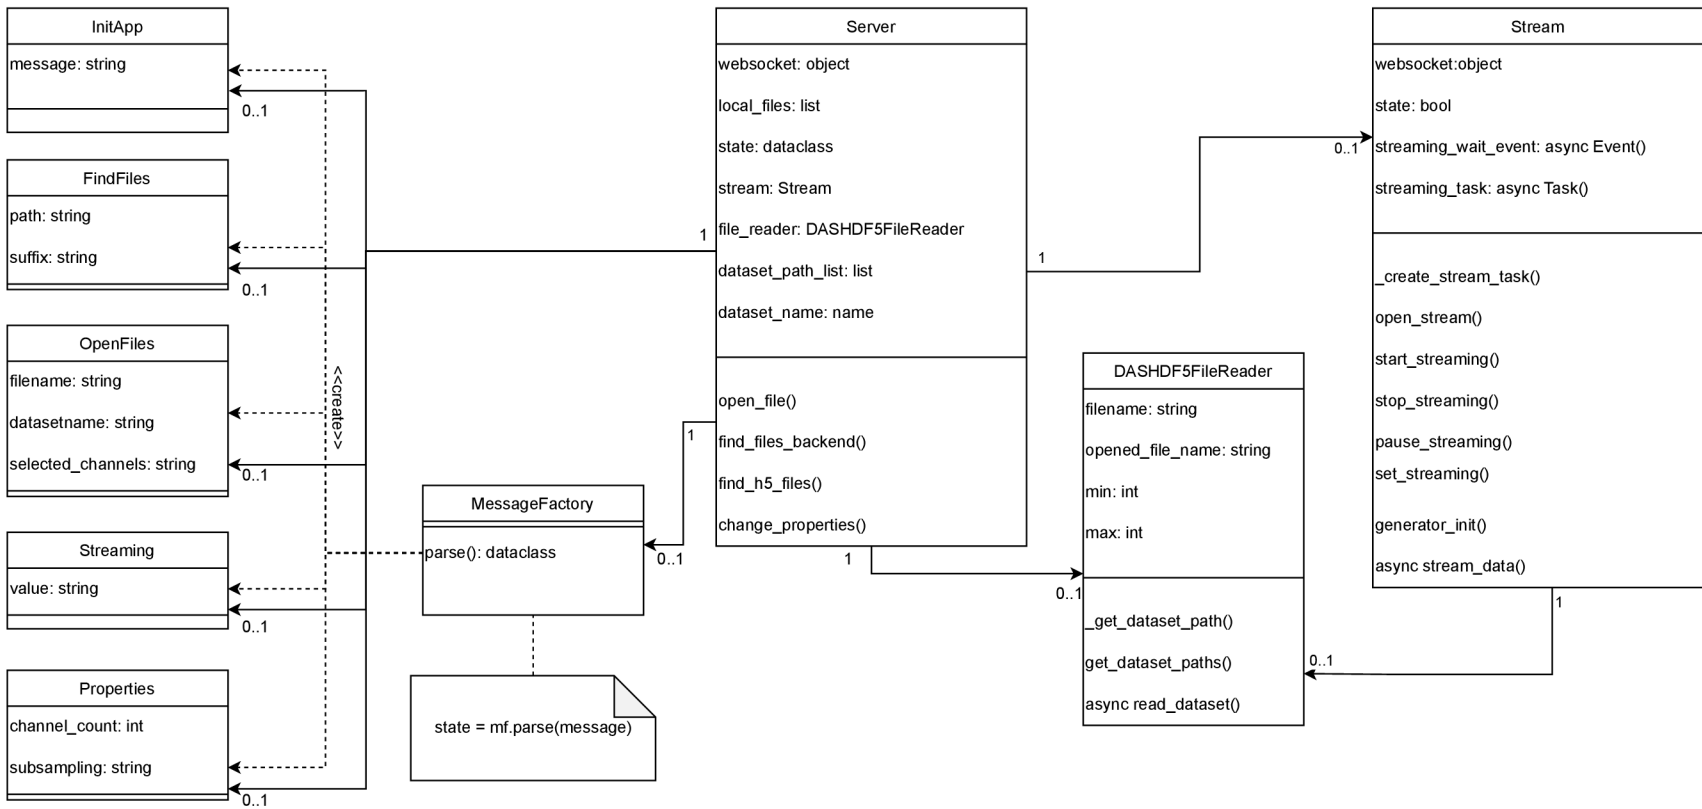 InitApp
message: string
0..1
FindFiles
path: string
suffix: string
0..1
OpenFiles
filename: string
datasetname: string
selected_channels: string
0..1
Streaming
value: string
0..1
Properties
channel_count: int
subsampling: string
0..1
<<create>>
MessageFactory
parse(): dataclass
state = mf.parse(message)
Server
websocket: object
local_files: list
state: dataclass
stream: Stream
file_reader: DASHDF5FileReader
dataset_path_list: list
dataset_name: name
open_file()
find_files_backend()
find_h5_files()
change_properties()
1
1
0..1
1
0..1
1
0..1
DASHDF5FileReader
filename: string
opened_file_name: string
min: int
max: int
_get_dataset_path()
get_dataset_paths()
async read_dataset()
Stream
websocket:object
state: bool
streaming_wait_event: async Event()
streaming_task: async Task()
_create_stream_task()
open_stream()
start_streaming()
stop_streaming()
pause_streaming()
set_streaming()
generator_init()
async stream_data()
1
0..1